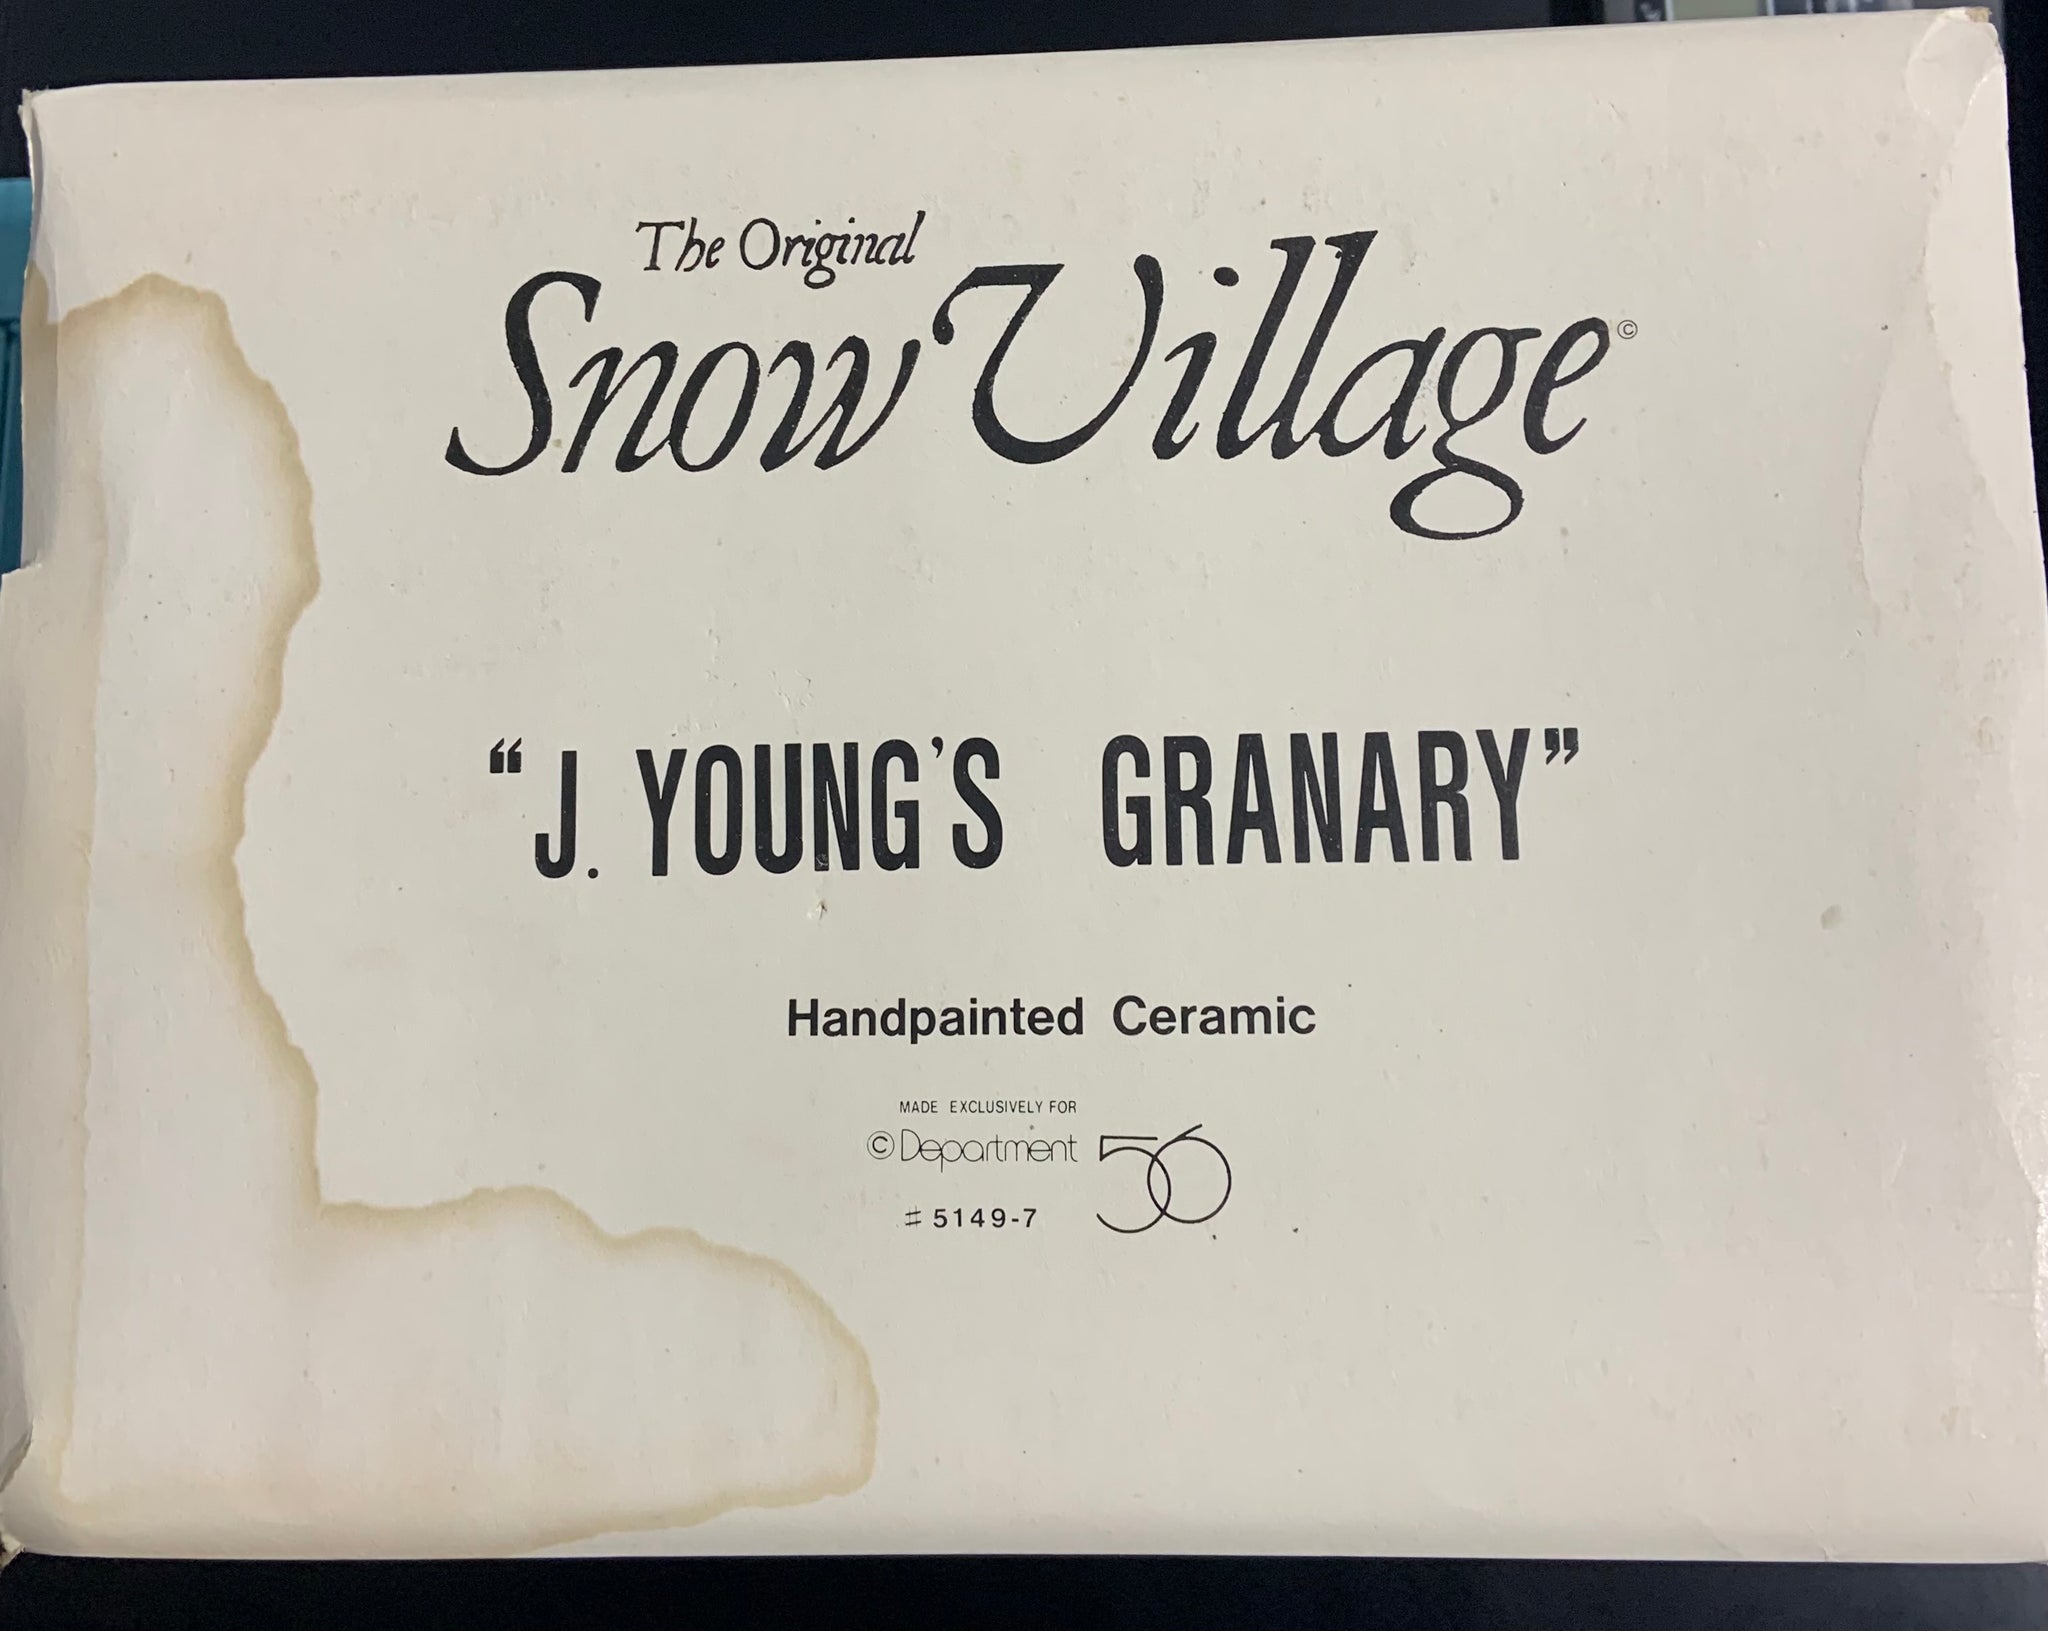 The Original
Snow Village©
“J. YOUNG’S GRANARY”
Handpainted Ceramic
MADE EXCLUSIVELY FOR
© Department 56
# 5149-7